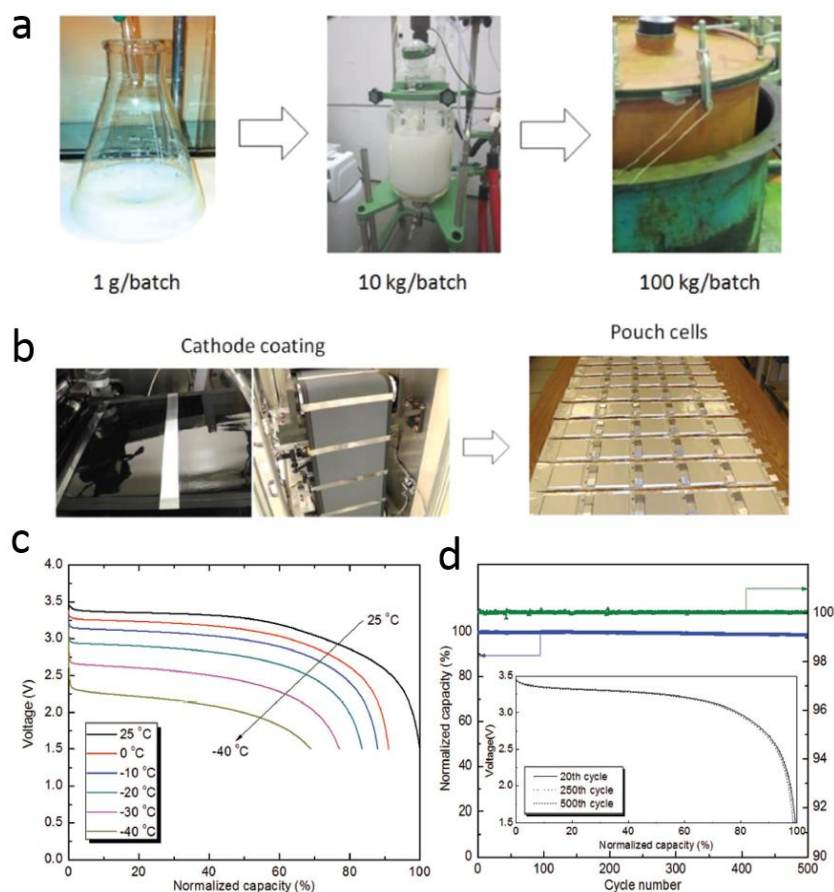 a
1 g/batch
10 kg/batch
100 kg/batch
b
Cathode coating
Pouch cells
c
4.0
3.5
3.0
2.5
2.0
1.5
1.0
0.5
0.0
Voltage (V)
25 °C
-40 °C
25 °C
0 °C
-10 °C
-20 °C
-30 °C
-40 °C
0 20 40 60 80 100
Normalized capacity (%)
d
100
80
60
40
20
0
Normalized capacity (%)
100
98
96
94
92
90
Normalized capacity (%)
3.5
3.0
2.5
2.0
1.5
Voltage(V)
20th cycle
250th cycle
500th cycle
0 20 40 60 80 100
Normalized capacity (%)
0 100 200 300 400 500
Cycle number